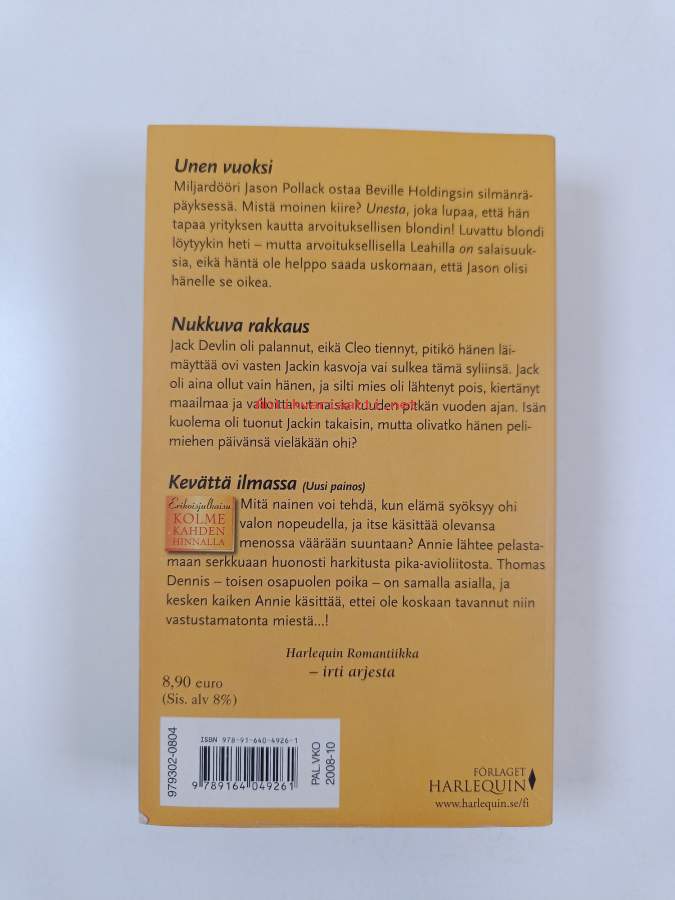 Unen vuoksi
Miljardööri Jason Pollack ostaa Beville Holdingsin silmänrä-
päyksessä. Mistä moinen kiire? Unesta, joka lupaa, että hän
tapaa yrityksen kautta arvoituksellisen blondin! Luvattu blondi
löytyykin heti – mutta arvoituksellisella Leahilla on salaisuuk-
sia, eikä häntä ole helppo saada uskomaan, että Jason olisi
hänelle se oikea.
Nukkuva rakkaus
Jack Devlin oli palannut, eikä Cleo tiennyt, pitikö hänen läi-
mäyttää ovi vasten Jackin kasvoja vai sulkea tämä syliinsä. Jack
oli aina ollut vain hänen, ja silti mies oli lähtenyt pois, kiertänyt
maailmaa ja pitkän vuoden ajan. Isän
kuolema oli tuonut Jackin takaisin, mutta olivatko hänen peli-
miehen päivänsä vieläkään ohi?
Kevättä ilmassa (Uusi painos)
Erikoisjulkaisu
KOLME
KAHDEN
HINNALLA
Mitä nainen voi tehdä, kun elämä syöksyy ohi
valon nopeudella, ja itse käsittää olevansa
menossa väärään suuntaan? Annie lähtee pelasta-
maan serkkuaan huonosti harkitusta pika-avioliitosta. Thomas
Dennis – toisen osapuolen poika – on samalla asialla, ja
kesken kaiken Annie käsittää, ettei ole koskaan tavannut niin
vastustamatonta miestä...!
Harlequin Romantiikka
– irti arjesta
8,90 euro
(Sis. alv 8%)
979302-0804
ISBN 978-91-640-4926-1
9 789164 049261
PAL.VKO
2008-10
FÖRLAGET
HARLEQUIN
www.harlequin.se/fi